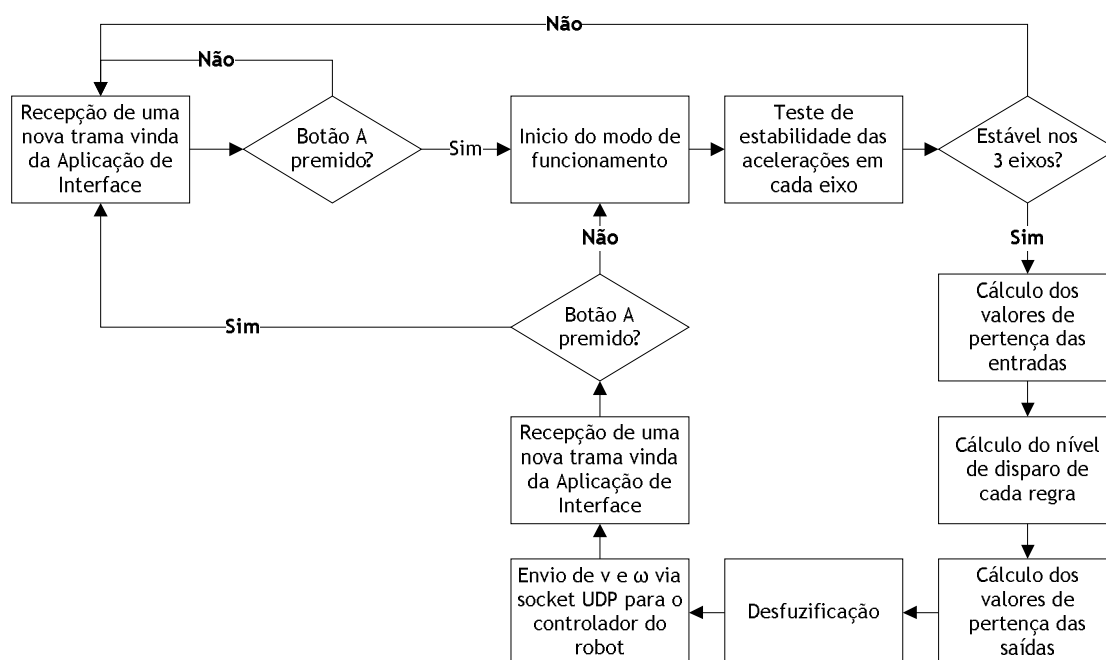 Não
Não
Recepção de uma
nova trama vinda
da Aplicação de
Interface
Botão A
premido?
Sim
Inicio do modo de
funcionamento
Teste de
estabilidade das
acelerações em
cada eixo
Estável nos
3 eixos?
Não
Sim
Sim
Botão A
premido?
Cálculo dos
valores de
pertença das
entradas
Recepção de uma
nova trama vinda
da Aplicação de
Interface
Cálculo do nível
de disparo de
cada regra
Envio de v e ω via
socket UDP para o
controlador do
robot
Desfuzificação
Cálculo dos
valores de
pertença das
saídas